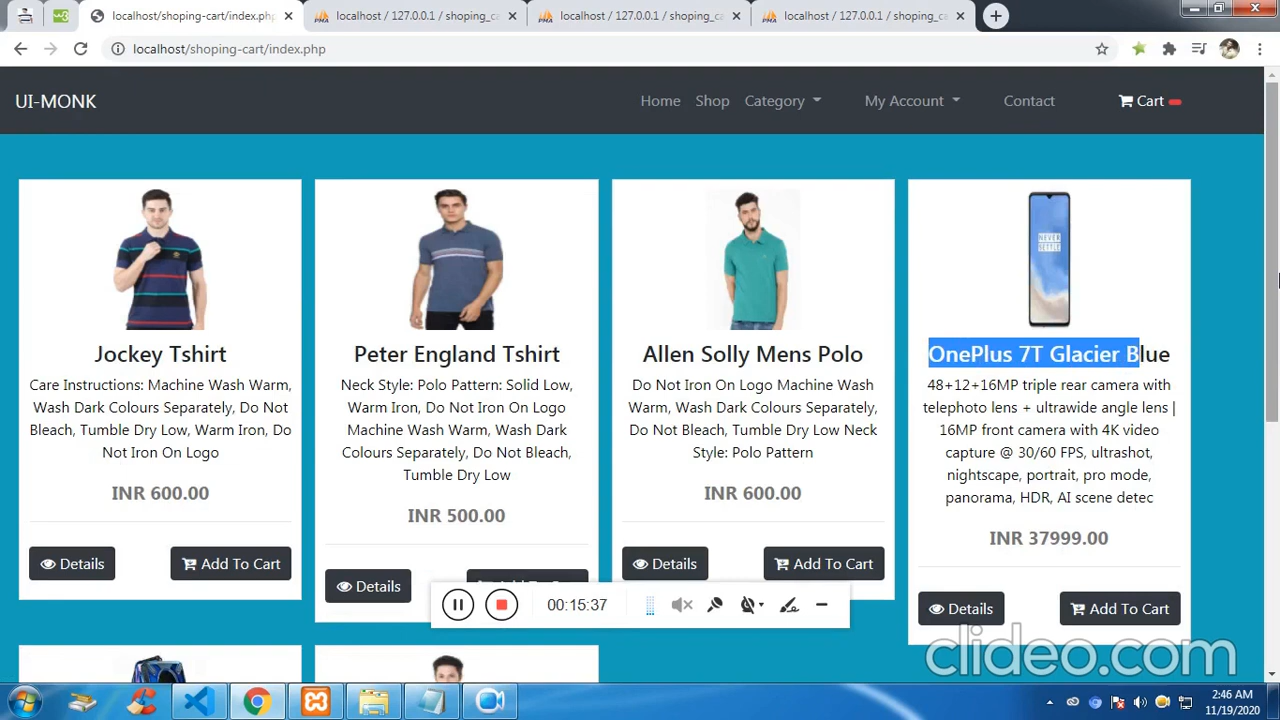 localhost/shoping-cart/index.php
localhost / 127.0.0.1 / shoping_
localhost / 127.0.0.1 / shoping_ca
localhost / 127.0.0.1 / shoping_ca
localhost/shoping-cart/index.php
UI-MONK
Home Shop Category My Account Contact Cart
Jockey Tshirt
Care Instructions: Machine Wash Warm,
Wash Dark Colours Separately, Do Not
Bleach, Tumble Dry Low, Warm Iron, Do
Not Iron On Logo
INR 600.00
Details Add To Cart
Peter England Tshirt
Neck Style: Polo Pattern: Solid Low,
Warm Iron, Do Not Iron On Logo
Machine Wash Warm, Wash Dark
Colours Separately, Do Not Bleach,
Tumble Dry Low
INR 500.00
Details
Allen Solly Mens Polo
Do Not Iron On Logo Machine Wash
Warm, Wash Dark Colours Separately,
Do Not Bleach, Tumble Dry Low Neck
Style: Polo Pattern
INR 600.00
Details Add To Cart
NEVER
SETTLE
OnePlus 7T Glacier Blue
48+12+16MP triple rear camera with
telephoto lens + ultrawide angle lens |
16MP front camera with 4K video
capture @ 30/60 FPS, ultrashot,
nightscape, portrait, pro mode,
panorama, HDR, AI scene detec
INR 37999.00
Details Add To Cart
00:15:37
clideo.com
2:46 AM
11/19/2020